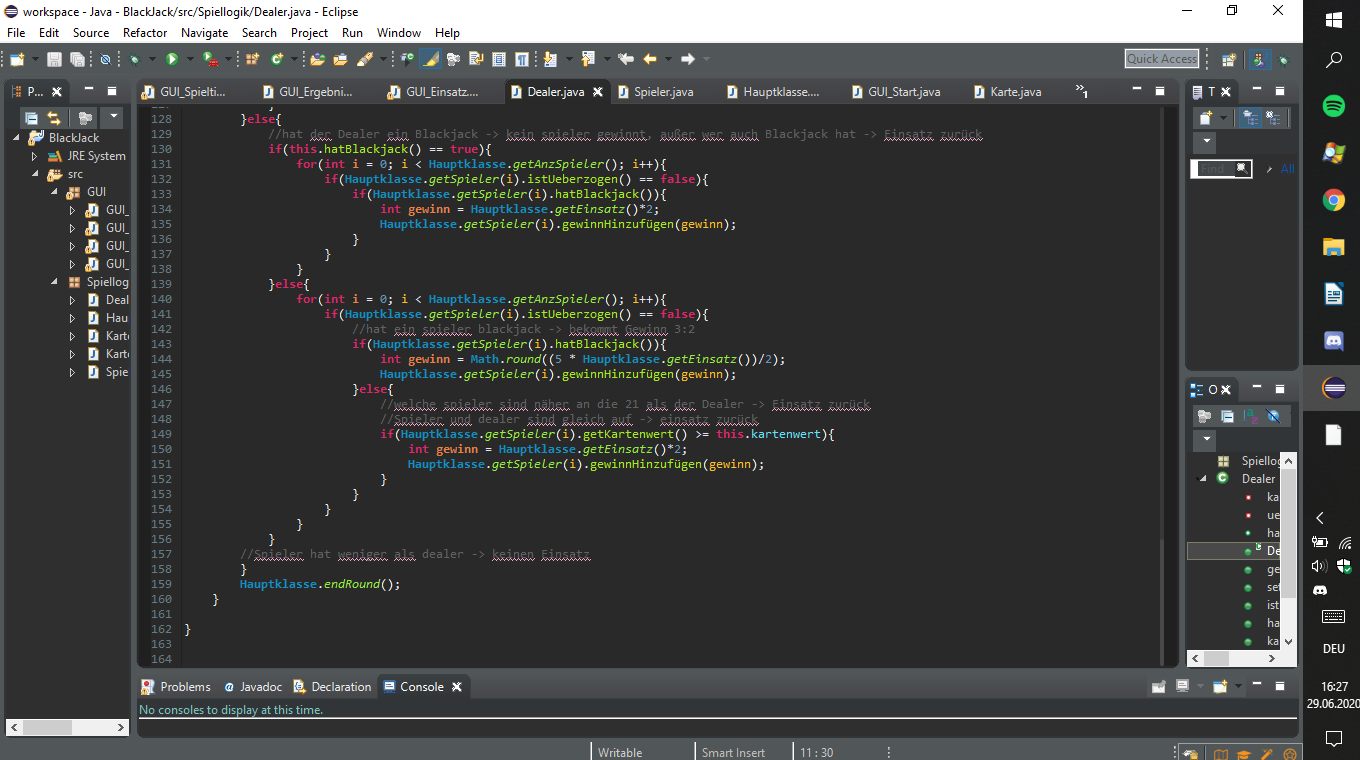 workspace - Java - BlackJack/src/Spiellogik/Dealer.java - Eclipse
File Edit Source Refactor Navigate Search Project Run Window Help
Quick Access
P... GUI_Spielti... GUI_Ergebni... GUI_Einsatz.... Dealer.java Spieler.java Hauptklasse.... GUI_Start.java Karte.java »1 T
BlackJack
JRE System
src
GUI
GUI_
GUI_
GUI_
GUI_
Spiellog
Deal
Hau
Kart
Kart
Spie
128 }else{
129 //hat der Dealer ein Blackjack -> kein spieler gewinnt, außer wer auch Blackjack hat -> Einsatz zurück
130 if(this.hatBlackjack() == true){
131 for(int i = 0; i < Hauptklasse.getAnzSpieler(); i++){
132 if(Hauptklasse.getSpieler(i).istUeberzogen() == false){
133 if(Hauptklasse.getSpieler(i).hatBlackjack()){
134 int gewinn = Hauptklasse.getEinsatz()*2;
135 Hauptklasse.getSpieler(i).gewinnHinzufügen(gewinn);
136 }
137 }
138 }
139 }else{
140 for(int i = 0; i < Hauptklasse.getAnzSpieler(); i++){
141 if(Hauptklasse.getSpieler(i).istUeberzogen() == false){
142 //hat ein spieler blackjack -> bekommt Gewinn 3:2
143 if(Hauptklasse.getSpieler(i).hatBlackjack()){
144 int gewinn = Math.round((5 * Hauptklasse.getEinsatz())/2);
145 Hauptklasse.getSpieler(i).gewinnHinzufügen(gewinn);
146 }else{
147 //welche spieler sind näher an die 21 als der Dealer -> Einsatz zurück
148 //Spieler und dealer sind gleich auf -> einsatz zurück
149 if(Hauptklasse.getSpieler(i).getKartenwert() >= this.kartenwert){
150 int gewinn = Hauptklasse.getEinsatz()*2;
151 Hauptklasse.getSpieler(i).gewinnHinzufügen(gewinn);
152 }
153 }
154 }
155 }
156 }
157 //Spieler hat weniger als dealer -> keinen Einsatz
158 }
159 Hauptklasse.endRound();
160 }
161
162 }
163
164
Find All
O
Spiellog
Dealer
ka
ue
ha
De
ge
set
ist
ha
ka
Problems Javadoc Declaration Console
No consoles to display at this time.
Writable Smart Insert 11 : 30
DEU
16:27
29.06.2020